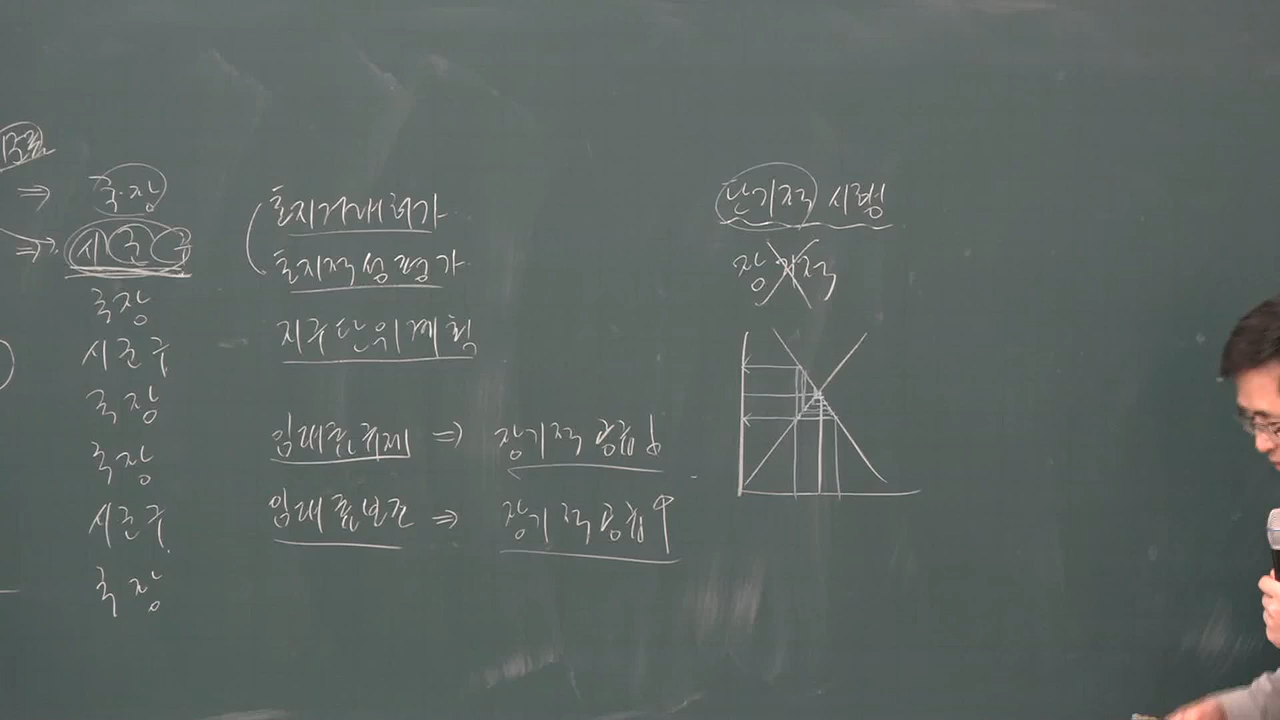 ⇒ 국·장
⇒ 시군구
국장
시군구
국장
국장
시군구
국장
토지거래허가
토지적성평가
지구단위계획
임대료규제 ⇒ 장기적 공급↓
임대료보조 ⇒ 장기적 공급↑
단기적 시험
장기적